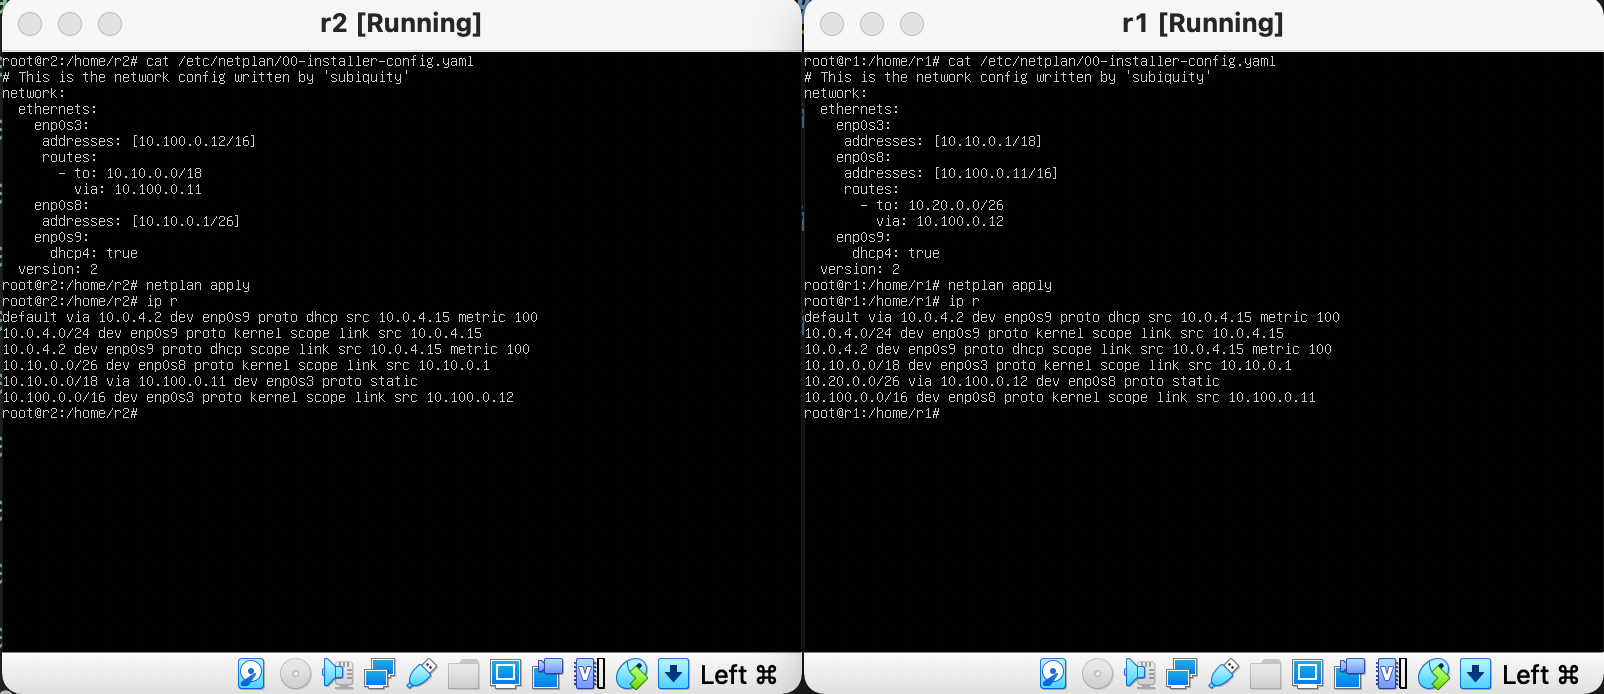 r2 [Running]
root@r2:/home/r2# cat /etc/netplan/00-installer-config.yaml
# This is the network config written by 'subiquity'
network:
  ethernets:
    enp0s3:
     addresses: [10.100.0.12/16]
     routes:
       - to: 10.10.0.0/18
         via: 10.100.0.11
    enp0s8:
     addresses: [10.10.0.1/26]
    enp0s9:
      dhcp4: true
  version: 2
root@r2:/home/r2# netplan apply
root@r2:/home/r2# ip r
default via 10.0.4.2 dev enp0s9 proto dhcp src 10.0.4.15 metric 100
10.0.4.0/24 dev enp0s9 proto kernel scope link src 10.0.4.15
10.0.4.2 dev enp0s9 proto dhcp scope link src 10.0.4.15 metric 100
10.10.0.0/26 dev enp0s8 proto kernel scope link src 10.10.0.1
10.10.0.0/18 via 10.100.0.11 dev enp0s3 proto static
10.100.0.0/16 dev enp0s3 proto kernel scope link src 10.100.0.12
root@r2:/home/r2#
Left ⌘
r1 [Running]
root@r1:/home/r1# cat /etc/netplan/00-installer-config.yaml
# This is the network config written by 'subiquity'
network:
  ethernets:
    enp0s3:
     addresses: [10.10.0.1/18]
    enp0s8:
     addresses: [10.100.0.11/16]
     routes:
       - to: 10.20.0.0/26
         via: 10.100.0.12
    enp0s9:
      dhcp4: true
  version: 2
root@r1:/home/r1# netplan apply
root@r1:/home/r1# ip r
default via 10.0.4.2 dev enp0s9 proto dhcp src 10.0.4.15 metric 100
10.0.4.0/24 dev enp0s9 proto kernel scope link src 10.0.4.15
10.0.4.2 dev enp0s9 proto dhcp scope link src 10.0.4.15 metric 100
10.10.0.0/18 dev enp0s3 proto kernel scope link src 10.10.0.1
10.20.0.0/26 via 10.100.0.12 dev enp0s8 proto static
10.100.0.0/16 dev enp0s8 proto kernel scope link src 10.100.0.11
root@r1:/home/r1#
Left ⌘